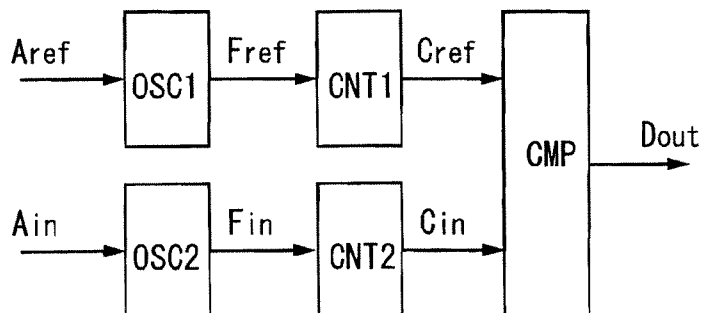 Aref
OSC1
Fref
CNT1
Cref
CMP
Dout
Ain
OSC2
Fin
CNT2
Cin